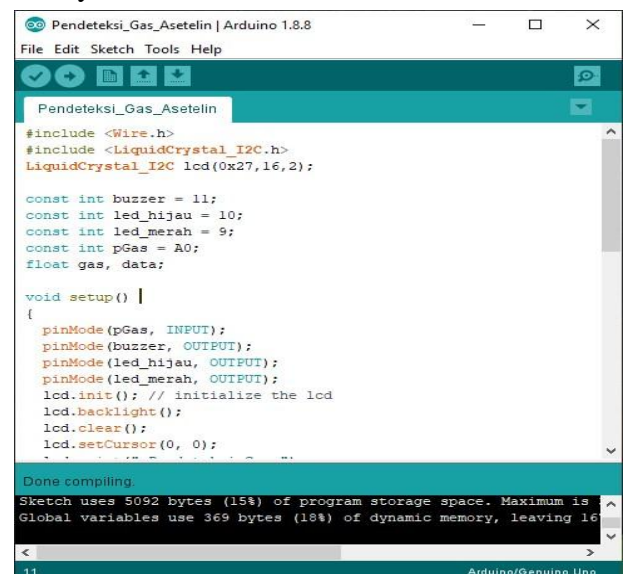 Pendeteksi_Gas_Asetelin | Arduino 1.8.8
File Edit Sketch Tools Help
Pendeteksi_Gas_Asetelin
#include <Wire.h>
#include <LiquidCrystal_I2C.h>
LiquidCrystal_I2C lcd(0x27,16,2);
const int buzzer = 11;
const int led_hijau = 10;
const int led_merah = 9;
const int pGas = A0;
float gas, data;
void setup()
{
pinMode(pGas, INPUT);
pinMode(buzzer, OUTPUT);
pinMode(led_hijau, OUTPUT);
pinMode(led_merah, OUTPUT);
lcd.init(); // initialize the lcd
lcd.backlight();
lcd.clear();
lcd.setCursor(0, 0);
Done compiling.
Sketch uses 5092 bytes (15%) of program storage space. Maximum is
Global variables use 369 bytes (18%) of dynamic memory, leaving 16
11
Arduino/Genuino Uno